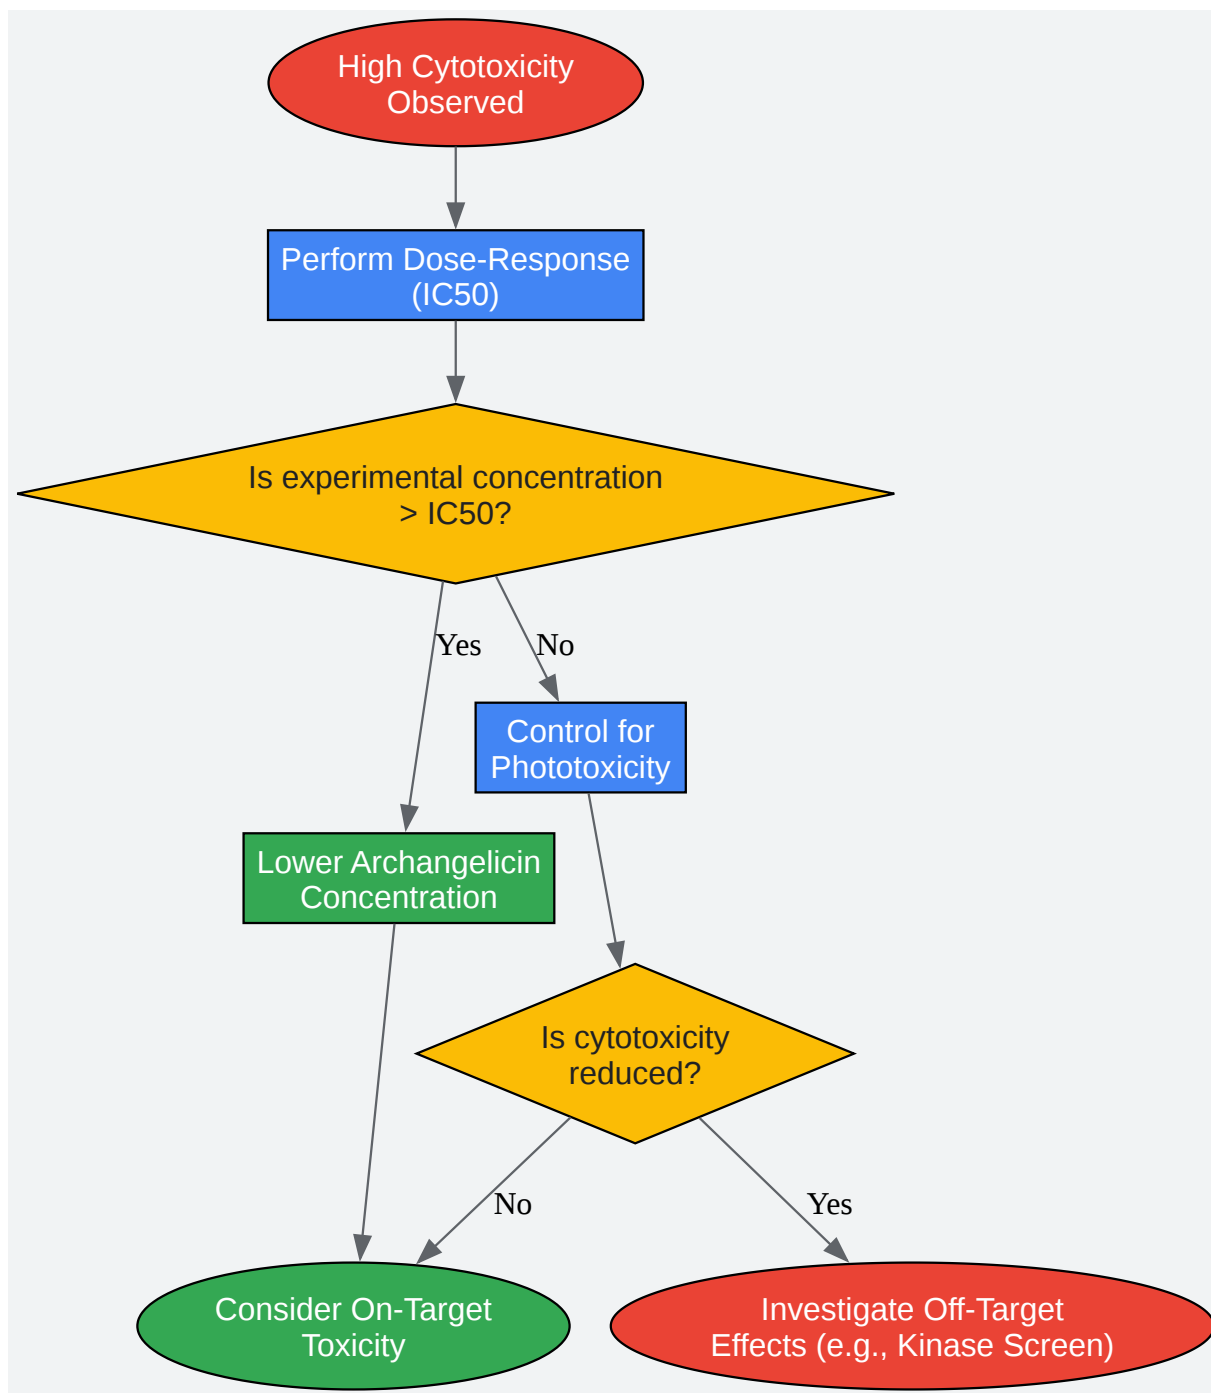 High Cytotoxicity
Observed
Perform Dose-Response
(IC50)
Is experimental concentration
> IC50?
Yes
No
Control for
Phototoxicity
Lower Archangelicin
Concentration
Is cytotoxicity
reduced?
No
Yes
Consider On-Target
Toxicity
Investigate Off-Target
Effects (e.g., Kinase Screen)